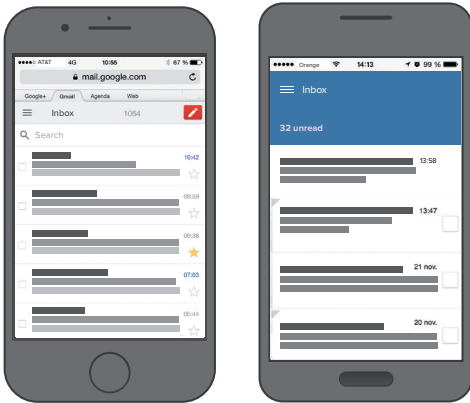 AT&T 4G 10:55 67 %
mail.google.com
Google+ Gmail Agenda Web
Inbox 1064
Search
10:42
09:59
09:38
07:03
00:44
Orange 14:13 99 %
Inbox
32 unread
13:58
13:47
21 nov.
20 nov.